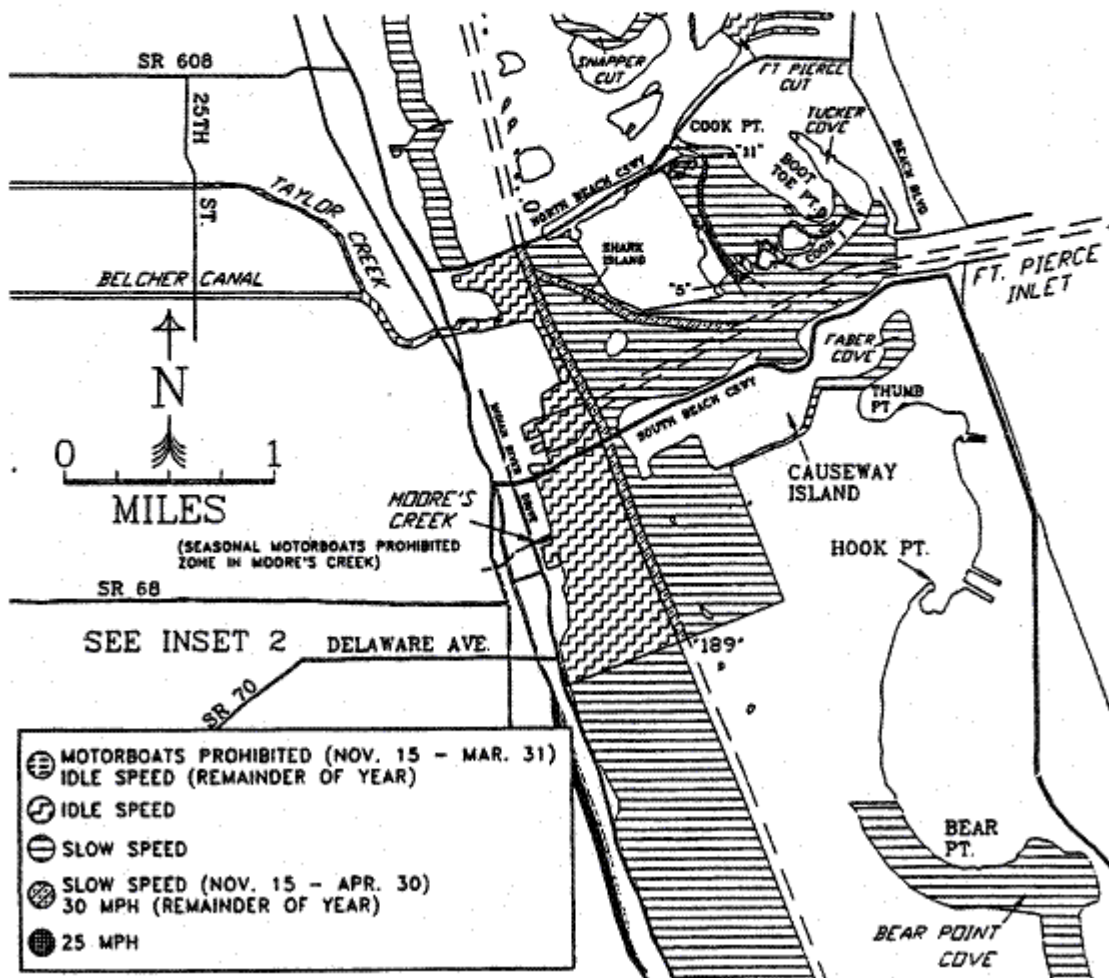 SR 608
25TH
ST.
SNAPPER
CUT
FT PIERCE
CUT
TUCKER
COVE
COOK PT.
"11"
BOOT
TOE PT.
BEACH BLVD
NORTH BEACH CSWY
TAYLOR
CREEK
SHARK
ISLAND
COON I
"5"
FT. PIERCE
INLET
BELCHER CANAL
N
0 1
MILES
FABER
COVE
THUMB
PT
SOUTH BEACH CSWY
INDIAN RIVER
DRIVE
CAUSEWAY
ISLAND
MOORE'S
CREEK
(SEASONAL MOTORBOATS PROHIBITED
ZONE IN MOORE'S CREEK)
HOOK PT.
SR 68
SEE INSET 2
DELAWARE AVE.
"189"
SR 70
MOTORBOATS PROHIBITED (NOV. 15 - MAR. 31)
IDLE SPEED (REMAINDER OF YEAR)
IDLE SPEED
SLOW SPEED
SLOW SPEED (NOV. 15 - APR. 30)
30 MPH (REMAINDER OF YEAR)
25 MPH
BEAR
PT.
BEAR POINT
COVE